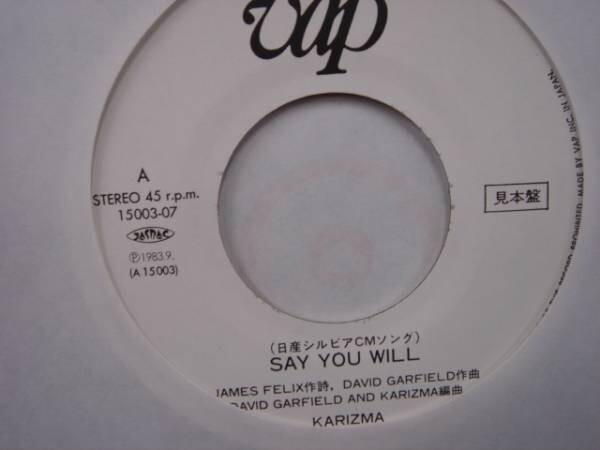 vap
A
STEREO 45 r.p.m.
15003-07
JASRAC
Ⓟ1983.9.
(A 15003)
見本盤
(日産シルビアCMソング)
SAY YOU WILL
JAMES FELIX作詩, DAVID GARFIELD作曲
DAVID GARFIELD AND KARIZMA編曲
KARIZMA
RECORD PROHIBITED. MADE BY VAP INC. IN JAPAN.